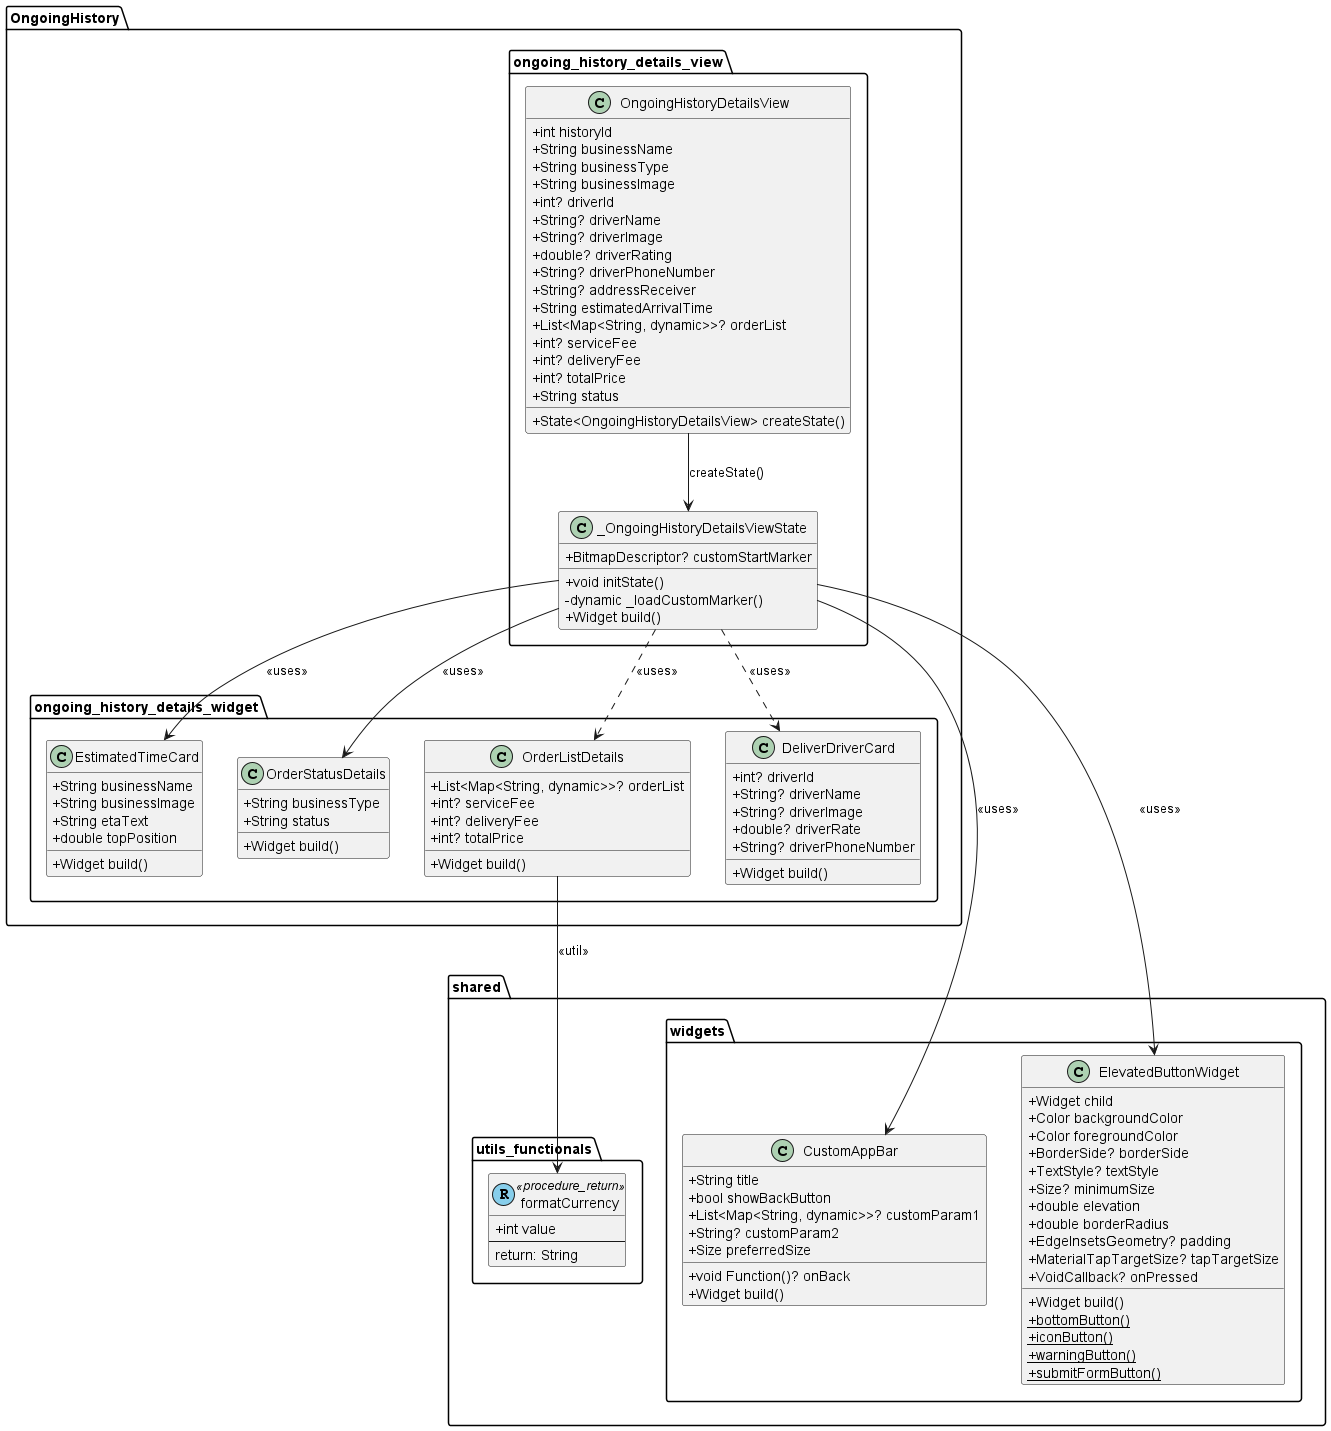 OngoingHistory
ongoing_history_details_view
C OngoingHistoryDetailsView
+int historyId
+String businessName
+String businessType
+String businessImage
+int? driverId
+String? driverName
+String? driverImage
+double? driverRating
+String? driverPhoneNumber
+String? addressReceiver
+String estimatedArrivalTime
+List<Map<String, dynamic>>? orderList
+int? serviceFee
+int? deliveryFee
+int? totalPrice
+String status
+State<OngoingHistoryDetailsView> createState()
createState()
C _OngoingHistoryDetailsViewState
+BitmapDescriptor? customStartMarker
+void initState()
-dynamic _loadCustomMarker()
+Widget build()
«uses»
«uses»
«uses»
«uses»
ongoing_history_details_widget
C EstimatedTimeCard
+String businessName
+String businessImage
+String etaText
+double topPosition
+Widget build()
C OrderStatusDetails
+String businessType
+String status
+Widget build()
C OrderListDetails
+List<Map<String, dynamic>>? orderList
+int? serviceFee
+int? deliveryFee
+int? totalPrice
+Widget build()
C DeliverDriverCard
+int? driverId
+String? driverName
+String? driverImage
+double? driverRate
+String? driverPhoneNumber
+Widget build()
«uses»
«uses»
«util»
shared
widgets
utils_functionals
R «procedure_return»
formatCurrency
+int value
return: String
C CustomAppBar
+String title
+bool showBackButton
+List<Map<String, dynamic>>? customParam1
+String? customParam2
+Size preferredSize
+void Function()? onBack
+Widget build()
C ElevatedButtonWidget
+Widget child
+Color backgroundColor
+Color foregroundColor
+BorderSide? borderSide
+TextStyle? textStyle
+Size? minimumSize
+double elevation
+double borderRadius
+EdgeInsetsGeometry? padding
+MaterialTapTargetSize? tapTargetSize
+VoidCallback? onPressed
+Widget build()
+bottomButton()
+iconButton()
+warningButton()
+submitFormButton()